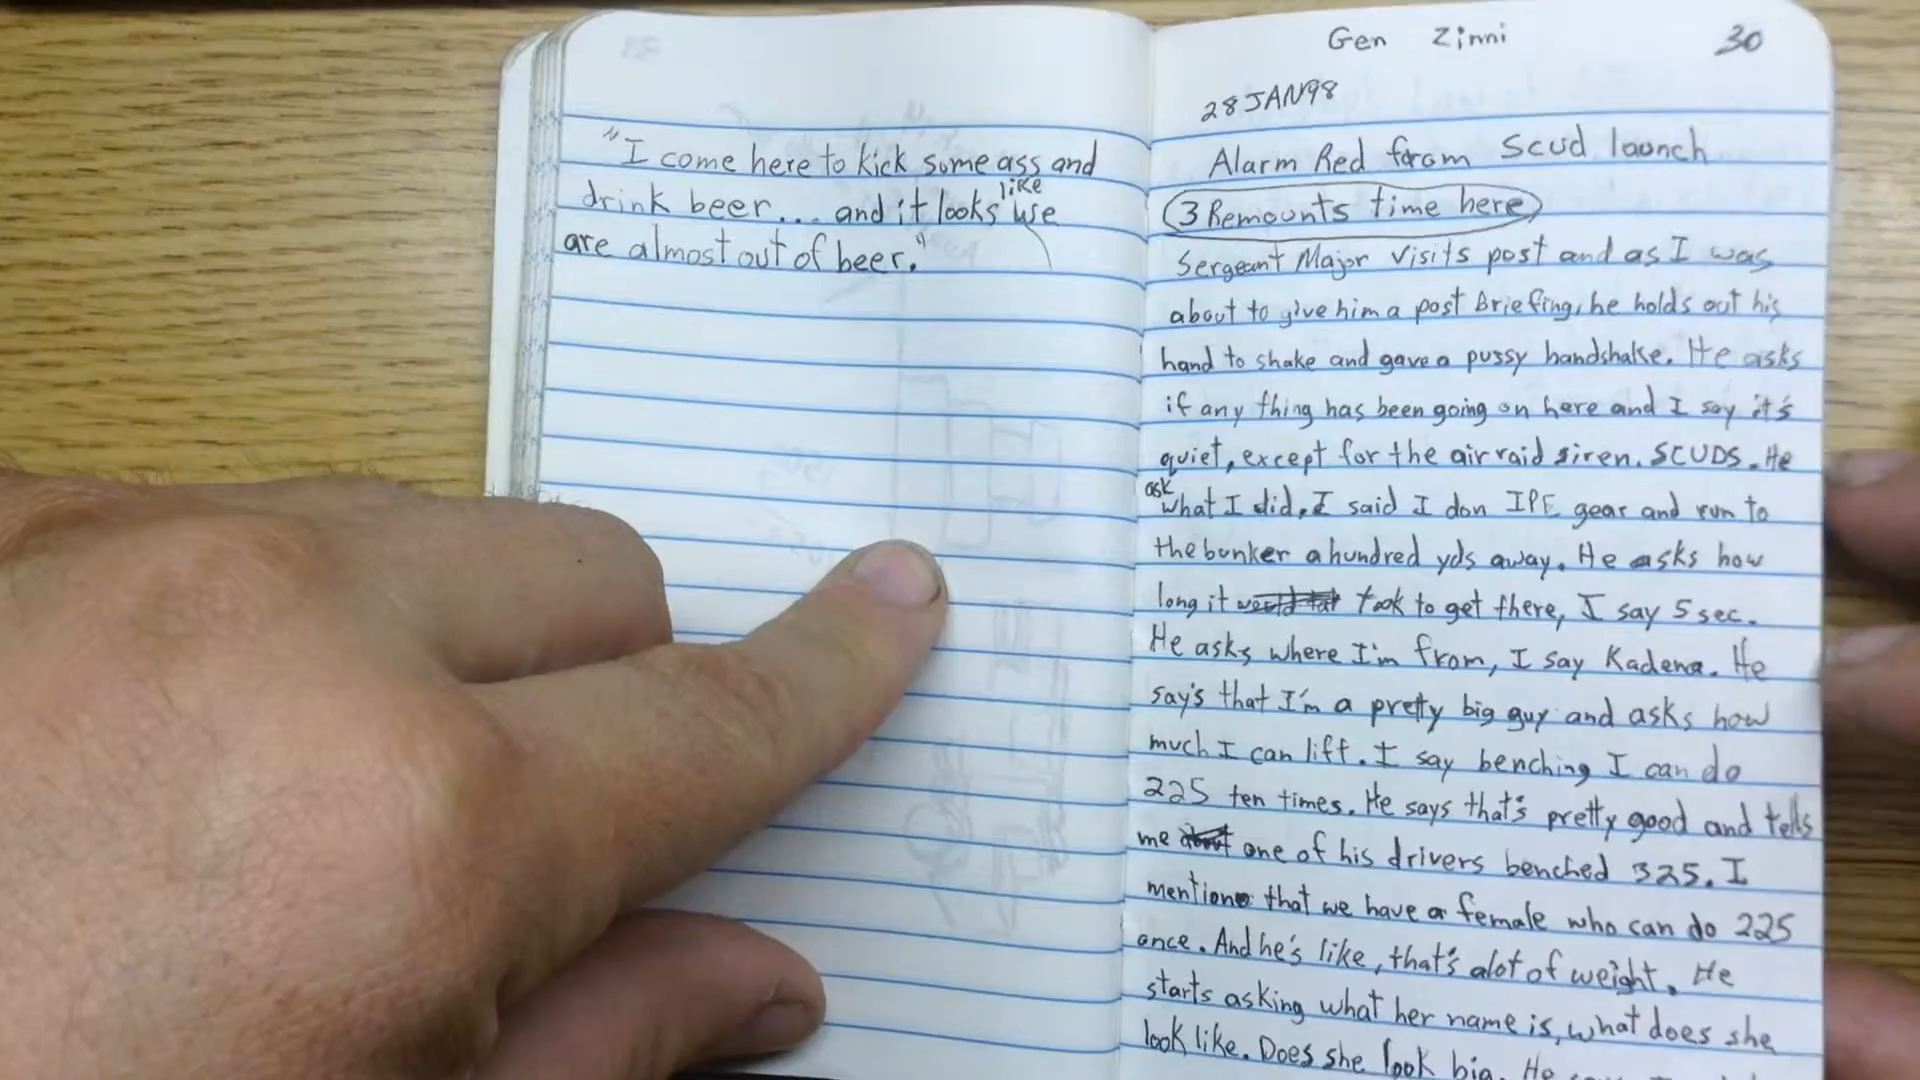 "I come here to kick some ass and
drink beer... and it looks like we
are almost out of beer."
Gen Zinni
30
28JAN98
Alarm Red from Scud launch
3 Remounts time here
Sergeant Major visits post and as I was
about to give him a post Briefing, he holds out his
hand to shake and gave a pussy handshake. He asks
if any thing has been going on here and I say it's
quiet, except for the air raid siren. SCUDS. He
ask what I did. I said I don IPE gear and run to
the bunker a hundred yds away. He asks how
long it took to get there, I say 5 sec.
He asks where I'm from, I say Kadena. He
say's that I'm a pretty big guy and asks how
much I can lift. I say benching I can do
225 ten times. He says that's pretty good and tells
me one of his drivers benched 325. I
mention that we have a female who can do 225
once. And he's like, that's alot of weight. He
starts asking what her name is, what does she
look like. Does she look big. He